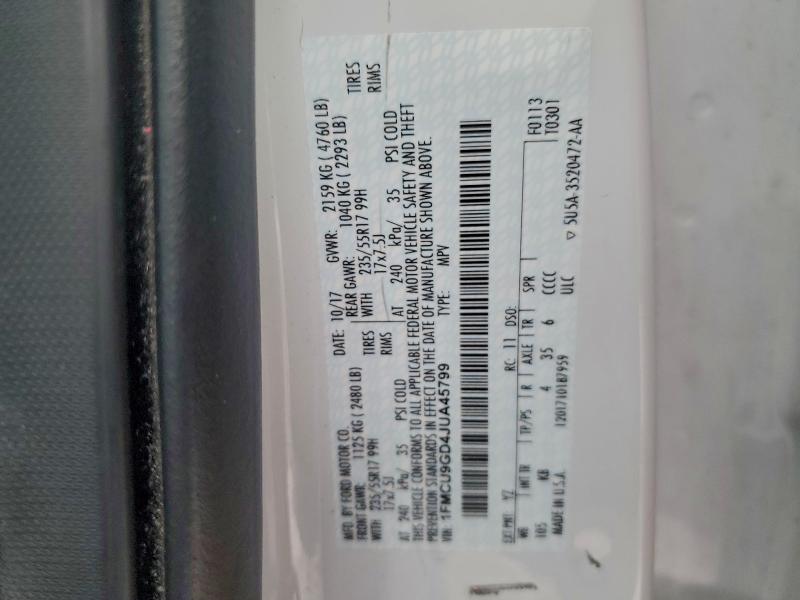 MFD. BY FORD MOTOR CO. DATE: 10/17 GVWR: 2159 KG ( 4760 LB)
FRONT GAWR: 1125 KG ( 2480 LB) REAR GAWR: 1040 KG ( 2293 LB)
WITH 235/55R17 99H TIRES WITH 235/55R17 99H TIRES
17x7.5J RIMS 17x7.5J RIMS
AT 240 kPa/ 35 PSI COLD AT 240 kPa/ 35 PSI COLD
THIS VEHICLE CONFORMS TO ALL APPLICABLE FEDERAL MOTOR VEHICLE SAFETY AND THEFT
PREVENTION STANDARDS IN EFFECT ON THE DATE OF MANUFACTURE SHOWN ABOVE.
VIN: 1FMCU9GD4JUA45799 TYPE: MPV
EXT PNT: YZ RC: 11 DSO: F0113
WB INT TR TP/PS R AXLE TR SPR T0301
105 KB 4 35 6 CCCC
ULC
MADE IN U.S.A. 12017101B7959 ▽ 5U5A-3520472-AA